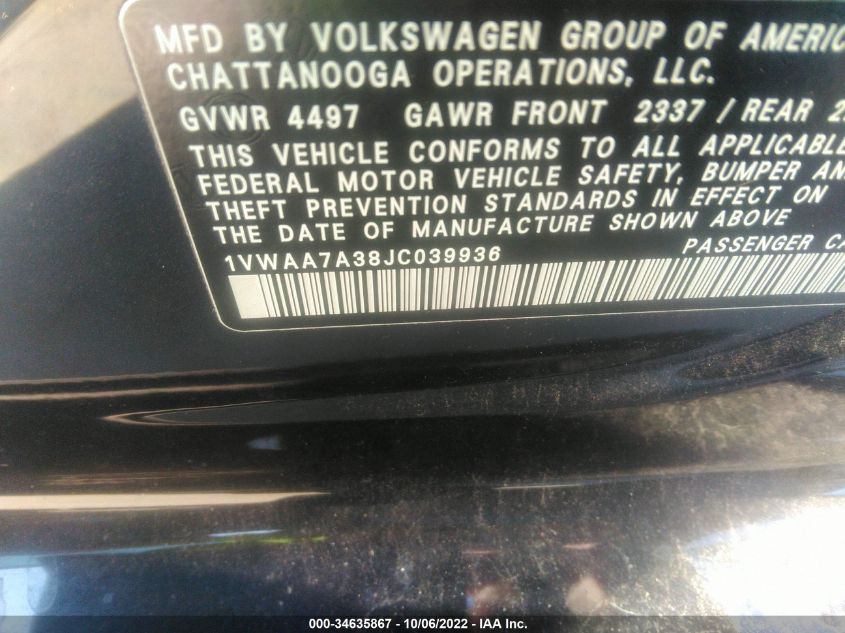 MFD BY VOLKSWAGEN GROUP OF AMERIC
CHATTANOOGA OPERATIONS, LLC.
GVWR 4497 GAWR FRONT 2337 / REAR 2
THIS VEHICLE CONFORMS TO ALL APPLICABLE
FEDERAL MOTOR VEHICLE SAFETY, BUMPER AN
THEFT PREVENTION STANDARDS IN EFFECT ON
THE DATE OF MANUFACTURE SHOWN ABOVE
1VWAA7A38JC039936 PASSENGER CA
000-34635867 - 10/06/2022 - IAA Inc.